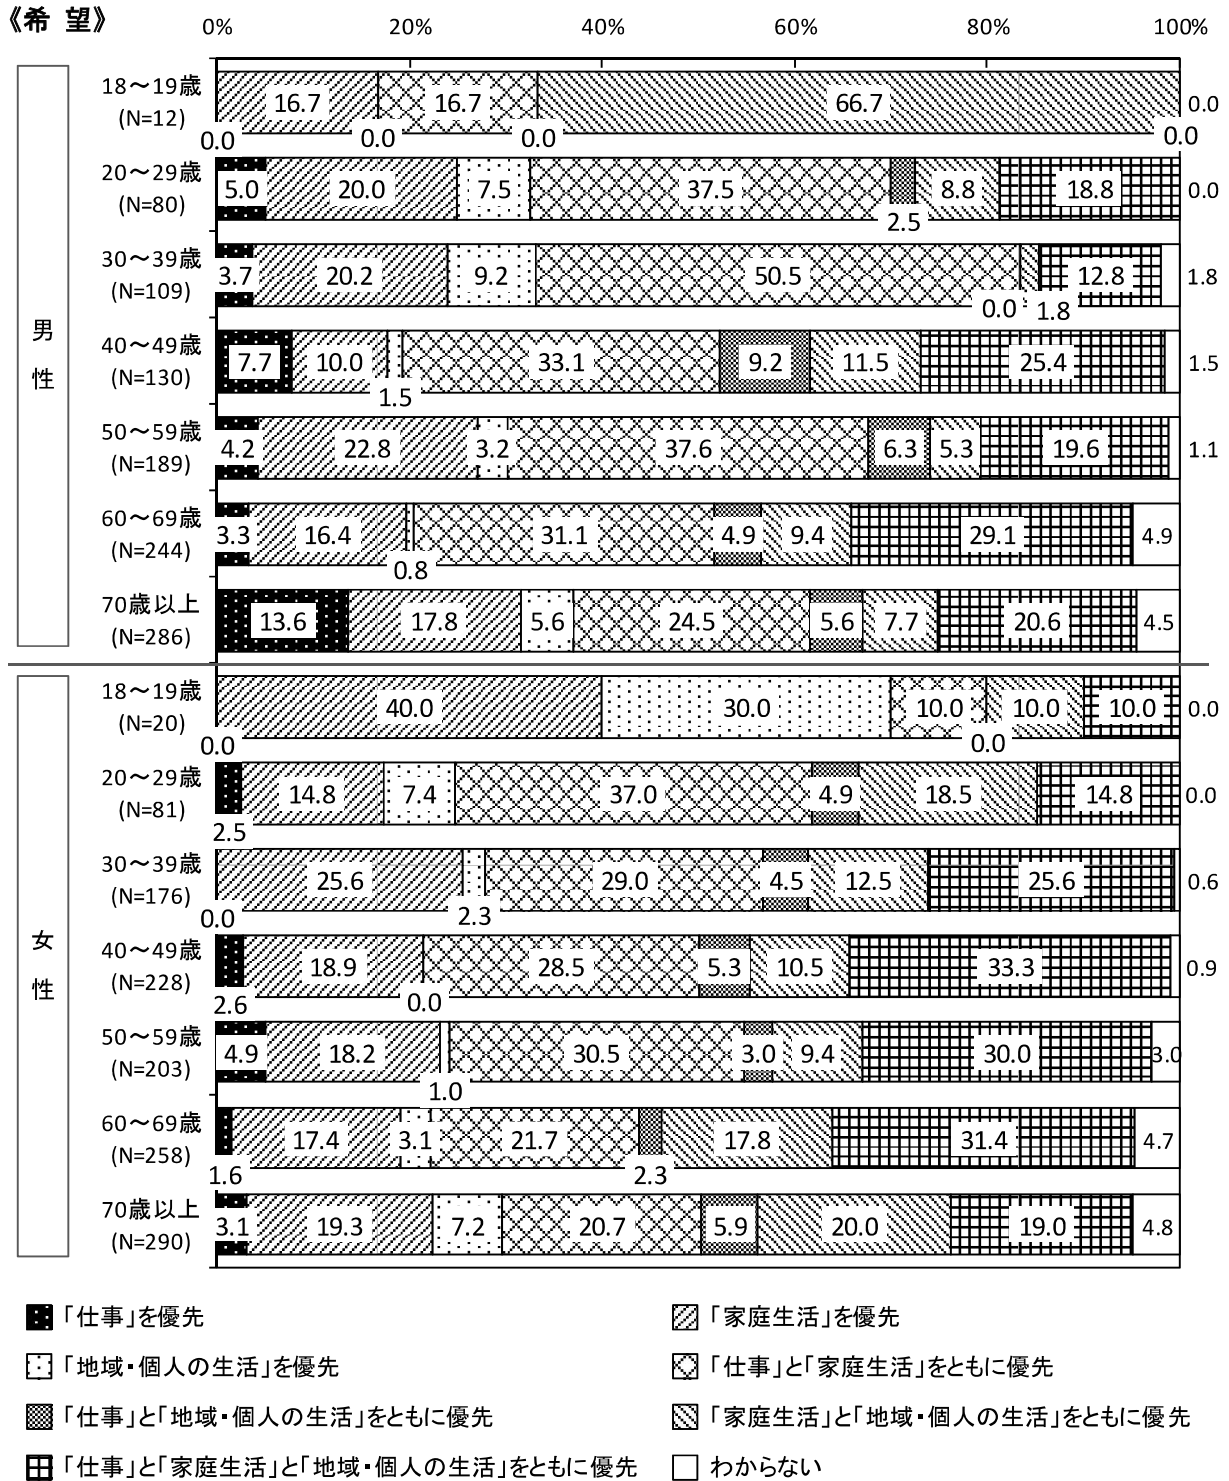 《希 望》
0% 20% 40% 60% 80% 100%
男性
18～19歳
(N=12)
16.7 16.7 66.7 0.0
0.0 0.0 0.0 0.0
20～29歳
(N=80)
5.0 20.0 7.5 37.5 8.8 18.8 0.0
2.5
30～39歳
(N=109)
3.7 20.2 9.2 50.5 12.8 1.8
0.0 1.8
40～49歳
(N=130)
7.7 10.0 33.1 9.2 11.5 25.4 1.5
1.5
50～59歳
(N=189)
4.2 22.8 3.2 37.6 6.3 5.3 19.6 1.1
60～69歳
(N=244)
3.3 16.4 31.1 4.9 9.4 29.1 4.9
0.8
70歳以上
(N=286)
13.6 17.8 5.6 24.5 5.6 7.7 20.6 4.5
女性
18～19歳
(N=20)
40.0 30.0 10.0 10.0 10.0 0.0
0.0 0.0
20～29歳
(N=81)
14.8 7.4 37.0 4.9 18.5 14.8 0.0
2.5
30～39歳
(N=176)
25.6 29.0 4.5 12.5 25.6 0.6
0.0 2.3
40～49歳
(N=228)
18.9 28.5 5.3 10.5 33.3 0.9
2.6 0.0
50～59歳
(N=203)
4.9 18.2 30.5 3.0 9.4 30.0 3.0
1.0
60～69歳
(N=258)
17.4 3.1 21.7 17.8 31.4 4.7
1.6 2.3
70歳以上
(N=290)
3.1 19.3 7.2 20.7 5.9 20.0 19.0 4.8
「仕事」を優先
「家庭生活」を優先
「地域・個人の生活」を優先
「仕事」と「家庭生活」をともに優先
「仕事」と「地域・個人の生活」をともに優先
「家庭生活」と「地域・個人の生活」をともに優先
「仕事」と「家庭生活」と「地域・個人の生活」をともに優先
わからない